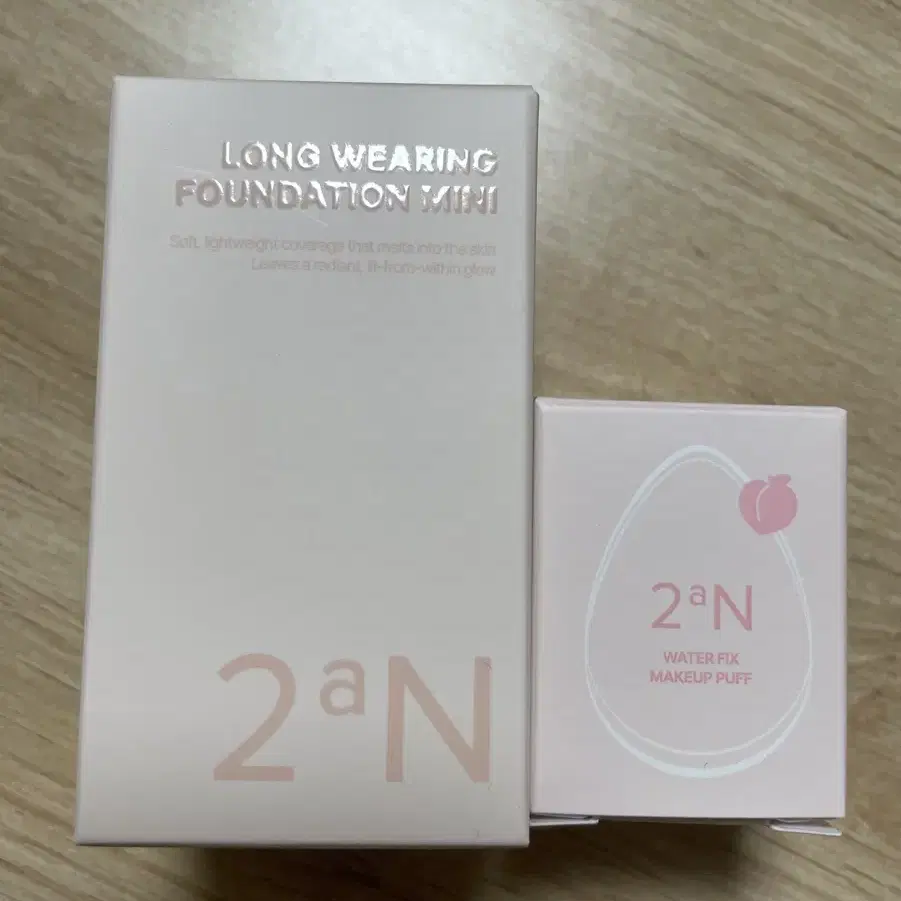 LONG WEARING
FOUNDATION MINI
Soft, lightweight coverage that melts into the skin
Leaves a radiant, lit-from-within glow
2aN
2aN
WATER FIX
MAKEUP PUFF